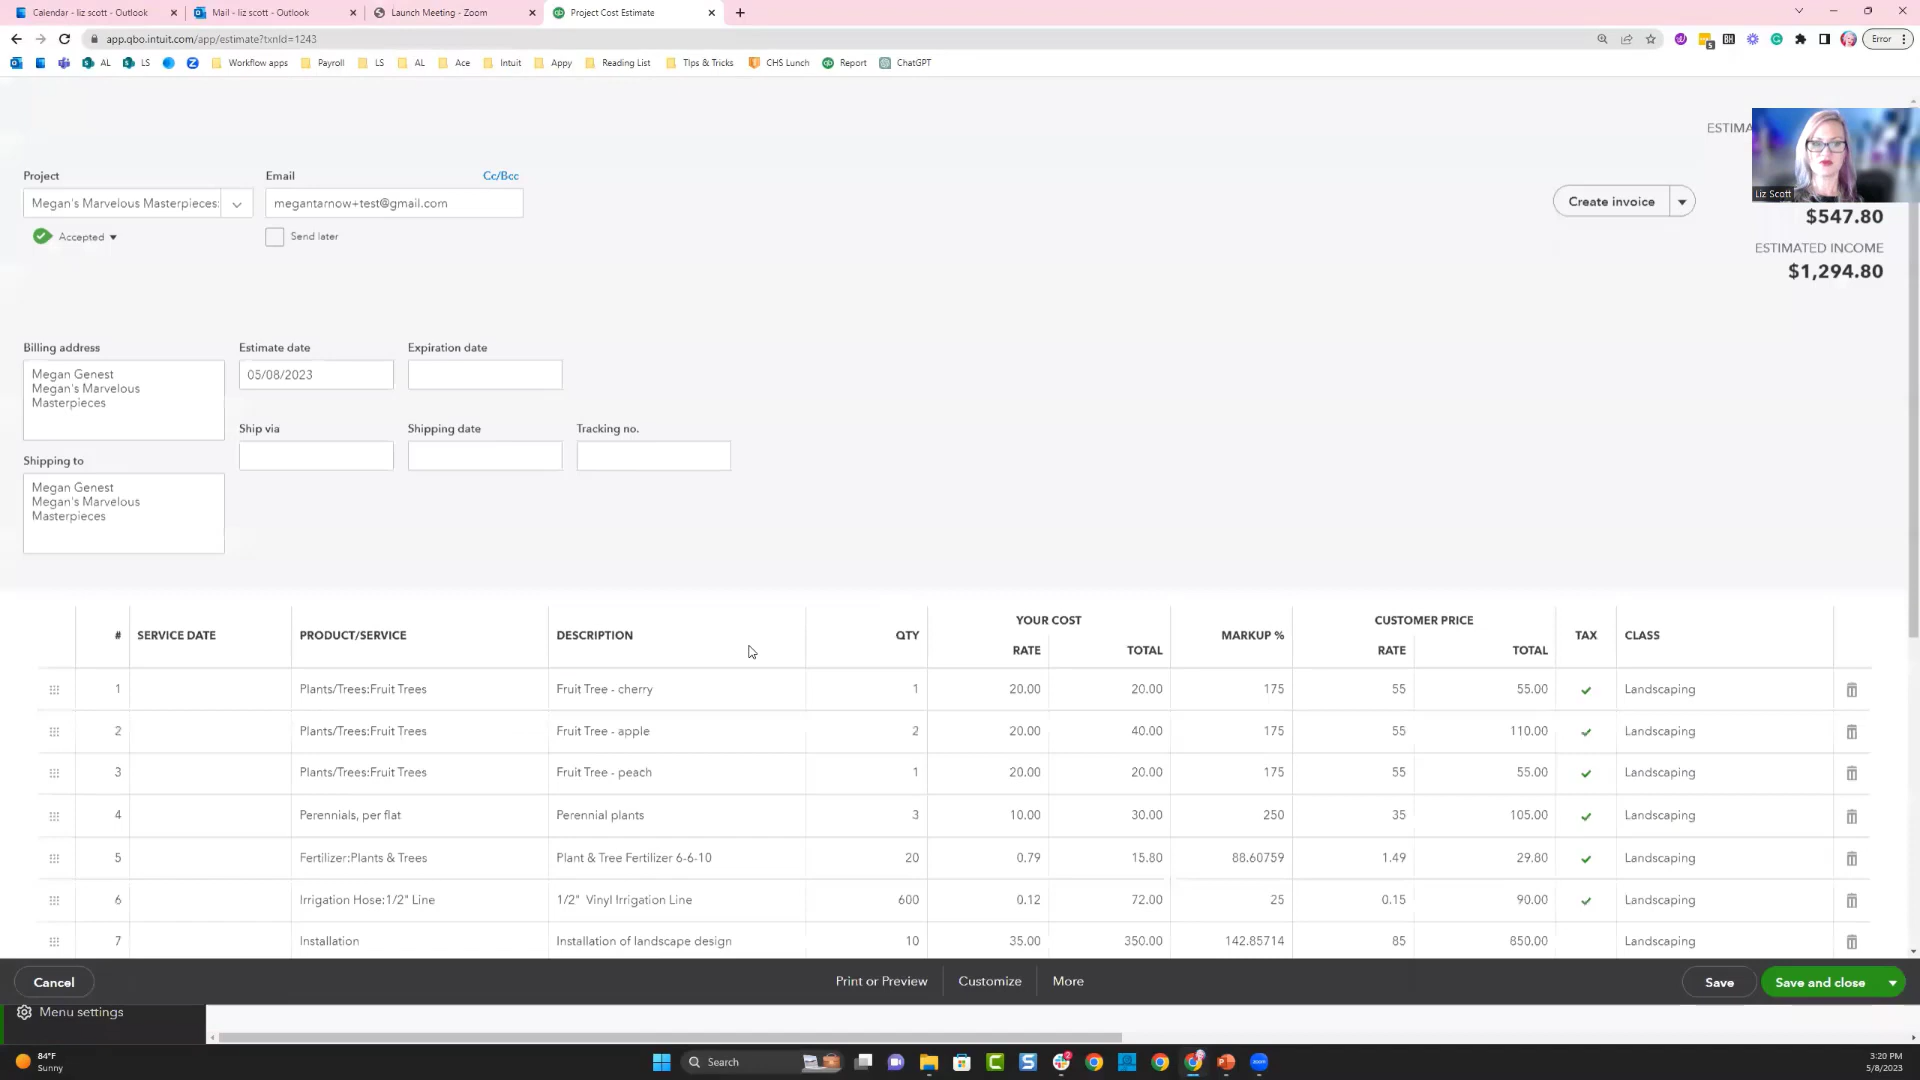 Calendar - liz scott - Outlook
Mail - liz scott - Outlook
Launch Meeting - Zoom
Project Cost Estimate
app.qbo.intuit.com/app/estimate?txnId=1243
Error
AL
LS
Workflow apps
Payroll
LS
AL
Ace
Intuit
Appy
Reading List
Tips & Tricks
CHS Lunch
Report
ChatGPT
ESTIMA
Liz Scott
Project
Email
Cc/Bcc
Megan's Marvelous Masterpieces:
megantarnow+test@gmail.com
Create invoice
$547.80
Accepted
Send later
ESTIMATED INCOME
$1,294.80
Billing address
Estimate date
Expiration date
Megan Genest
Megan's Marvelous
Masterpieces
05/08/2023
Ship via
Shipping date
Tracking no.
Shipping to
Megan Genest
Megan's Marvelous
Masterpieces
YOUR COST
CUSTOMER PRICE
# SERVICE DATE PRODUCT/SERVICE DESCRIPTION QTY RATE TOTAL MARKUP % RATE TOTAL TAX CLASS
1 Plants/Trees:Fruit Trees Fruit Tree - cherry 1 20.00 20.00 175 55 55.00 Landscaping
2 Plants/Trees:Fruit Trees Fruit Tree - apple 2 20.00 40.00 175 55 110.00 Landscaping
3 Plants/Trees:Fruit Trees Fruit Tree - peach 1 20.00 20.00 175 55 55.00 Landscaping
4 Perennials, per flat Perennial plants 3 10.00 30.00 250 35 105.00 Landscaping
5 Fertilizer:Plants & Trees Plant & Tree Fertilizer 6-6-10 20 0.79 15.80 88.60759 1.49 29.80 Landscaping
6 Irrigation Hose:1/2" Line 1/2" Vinyl Irrigation Line 600 0.12 72.00 25 0.15 90.00 Landscaping
7 Installation Installation of landscape design 10 35.00 350.00 142.85714 85 850.00 Landscaping
Cancel
Print or Preview
Customize
More
Save
Save and close
Menu settings
84°F
Sunny
Search
3:20 PM
5/8/2023